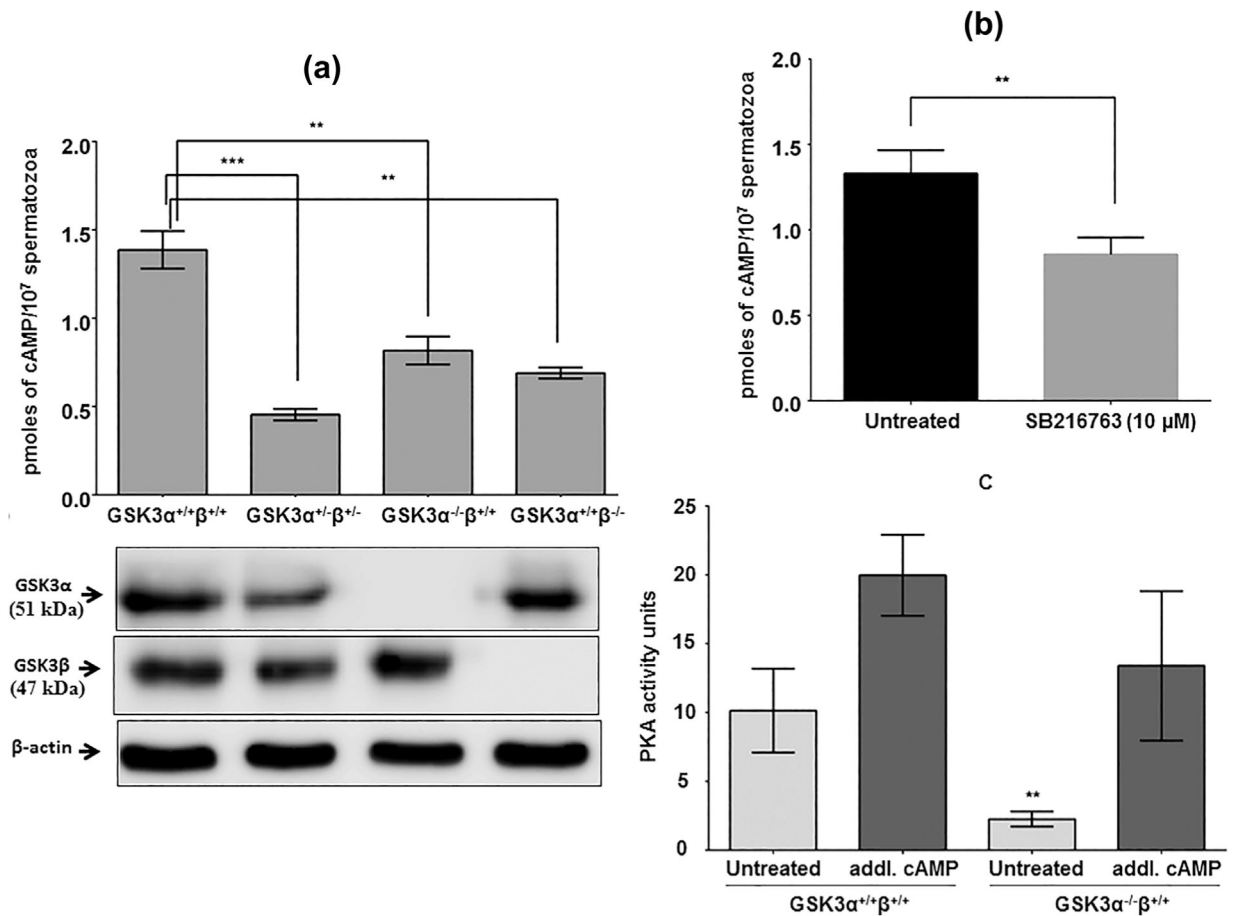 (a)
pmoles of cAMP/10⁷ spermatozoa
2.0
1.5
1.0
0.5
0.0
**
***
**
GSK3α+/+β+/+
GSK3α+/-β+/-
GSK3α-/-β+/+
GSK3α+/+β-/-
GSK3α
(51 kDa)
GSK3β
(47 kDa)
β-actin
(b)
pmoles of cAMP/10⁷ spermatozoa
2.0
1.5
1.0
0.5
0.0
**
Untreated
SB216763 (10 µM)
C
PKA activity units
25
20
15
10
5
0
**
Untreated
addl. cAMP
Untreated
addl. cAMP
GSK3α+/+β+/+
GSK3α-/-β+/+